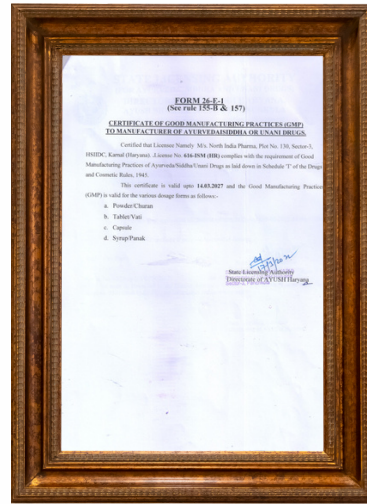 FORM 26-E-I
(See rule 155-B & 157)
CERTIFICATE OF GOOD MANUFACTURING PRACTICES (GMP)
TO MANUFACTURER OF AYURVEDAISIDDHA OR UNANI DRUGS.
Certified that Licensee Namely M/s. North India Pharma, Plot No. 130, Sector-3,
HSIIDC, Karnal (Haryana). License No. 616-ISM (HR) complies with the requirement of Good
Manufacturing Practices of Ayurveda/Siddha/Unani Drugs as laid down in Schedule 'T' of the Drugs
and Cosmetic Rules, 1945.
This certificate is valid upto 14.03.2027 and the Good Manufacturing Practice
(GMP) is valid for the various dosage forms as follows:-
a. Powder/Churan
b. Tablet/Vati
c. Capsule
d. Syrup/Panak
State Licensing Authority
Directorate of AYUSH Haryana